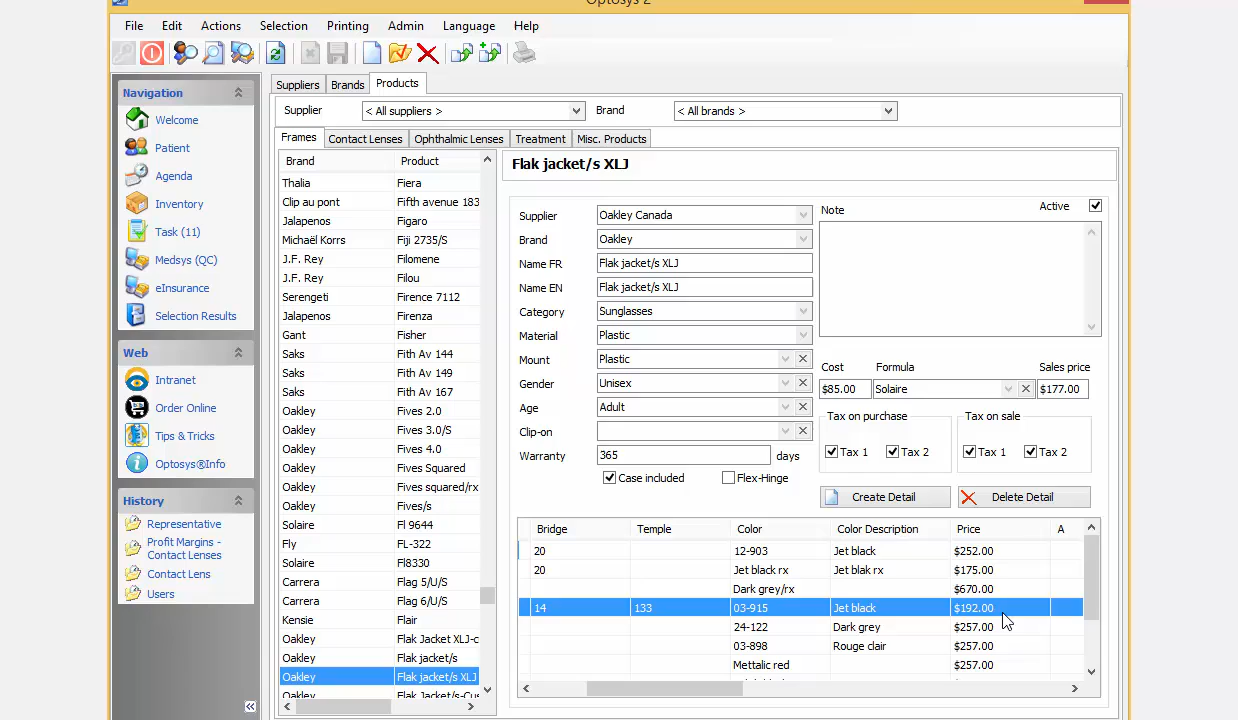 Optosys 2
File Edit Actions Selection Printing Admin Language Help
Navigation
Welcome
Patient
Agenda
Inventory
Task (11)
Medsys (QC)
eInsurance
Selection Results
Web
Intranet
Order Online
Tips & Tricks
Optosys®Info
History
Representative
Profit Margins -
Contact Lenses
Contact Lens
Users
Suppliers Brands Products
Supplier < All suppliers > Brand < All brands >
Frames Contact Lenses Ophthalmic Lenses Treatment Misc. Products
Brand Product
Thalia Fiera
Clip au pont Fifth avenue 183
Jalapenos Figaro
Michaël Korrs Fiji 2735/S
J.F. Rey Filomene
J.F. Rey Filou
Serengeti Firence 7112
Jalapenos Firenza
Gant Fisher
Saks Fith Av 144
Saks Fith Av 149
Saks Fith Av 167
Oakley Fives 2.0
Oakley Fives 3.0/S
Oakley Fives 4.0
Oakley Fives Squared
Oakley Fives squared/rx
Oakley Fives/s
Solaire Fl 9644
Fly FL-322
Solaire Fl8330
Carrera Flag 5/U/S
Carrera Flag 6/U/S
Kensie Flair
Oakley Flak Jacket XLJ-c
Oakley Flak jacket/s
Oakley Flak jacket/s XLJ
Oakley Flak Jacket/s-Cus
Flak jacket/s XLJ
Supplier Oakley Canada
Brand Oakley
Name FR Flak jacket/s XLJ
Name EN Flak jacket/s XLJ
Category Sunglasses
Material Plastic
Mount Plastic
Gender Unisex
Age Adult
Clip-on
Warranty 365 days
Case included Flex-Hinge
Note Active
Cost Formula Sales price
$85.00 Solaire $177.00
Tax on purchase Tax on sale
Tax 1 Tax 2 Tax 1 Tax 2
Create Detail Delete Detail
Bridge Temple Color Color Description Price A
20 12-903 Jet black $252.00
20 Jet black rx Jet blak rx $175.00
Dark grey/rx $670.00
14 133 03-915 Jet black $192.00
24-122 Dark grey $257.00
03-898 Rouge clair $257.00
Mettalic red $257.00